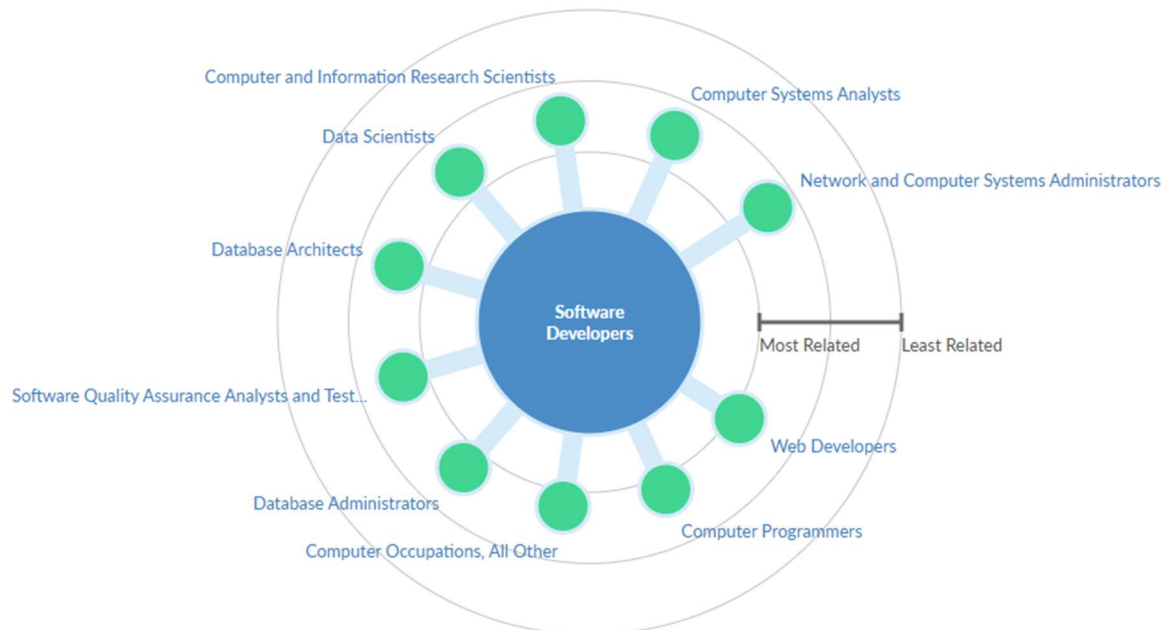 Computer and Information Research Scientists
Computer Systems Analysts
Data Scientists
Network and Computer Systems Administrators
Database Architects
Software
Developers
Most Related
Least Related
Software Quality Assurance Analysts and Test...
Web Developers
Database Administrators
Computer Programmers
Computer Occupations, All Other